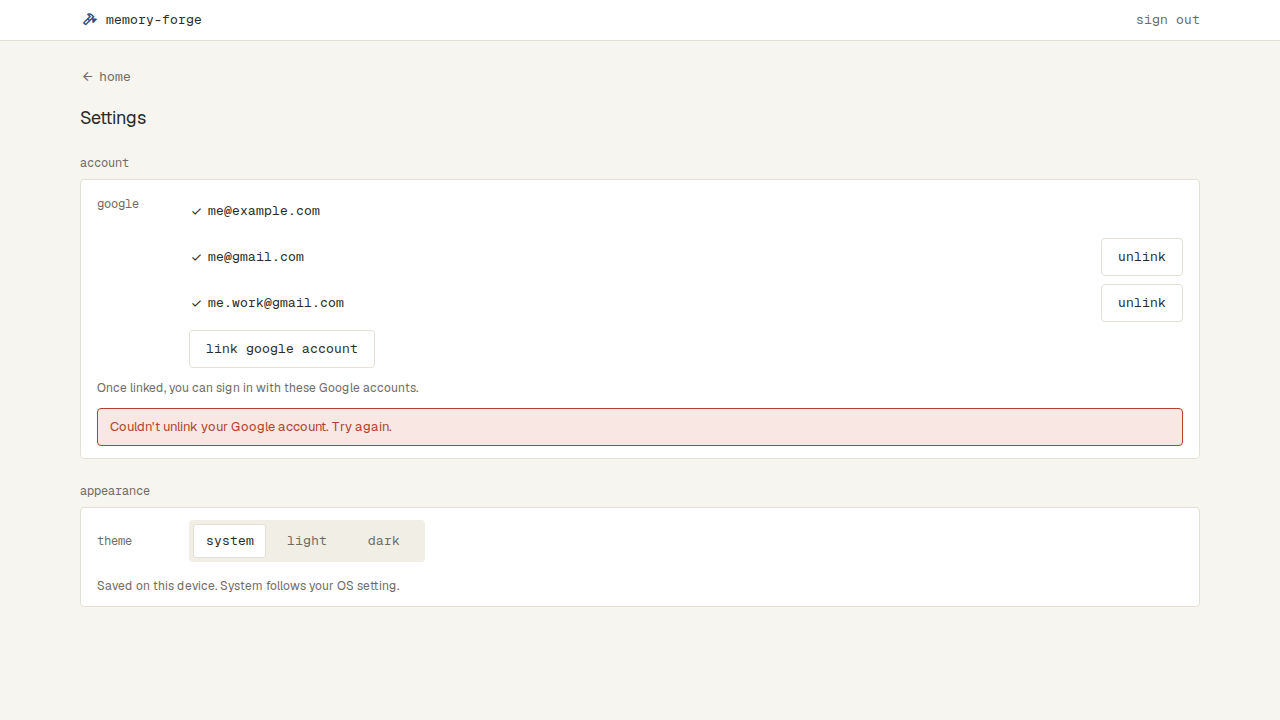 memory-forge
sign out
← home
Settings
account
google
✓ me@example.com
✓ me@gmail.com
unlink
✓ me.work@gmail.com
unlink
link google account
Once linked, you can sign in with these Google accounts.
Couldn't unlink your Google account. Try again.
appearance
theme
system light dark
Saved on this device. System follows your OS setting.